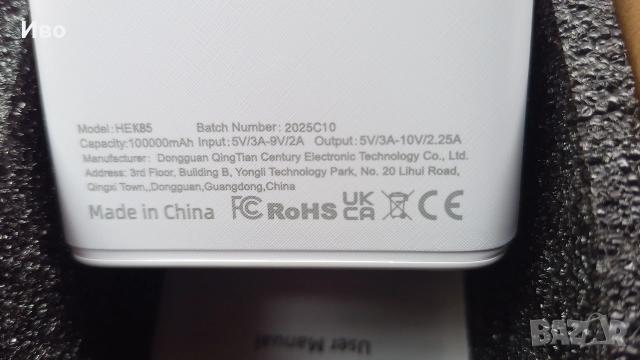 Иво
Model: HEK85 Batch Number: 2025C10
Capacity:100000mAh Input:5V/3A-9V/2A Output: 5V/3A-10V/2.25A
Manufacturer: Dongguan QingTian Century Electronic Technology Co., Ltd.
Address: 3rd Floor, Building B, Yongli Technology Park, No. 20 Lihui Road,
Qingxi Town,,Dongguan,Guangdong,China
Made in China FC RoHS UK CA CE
User Manual
BAZAR